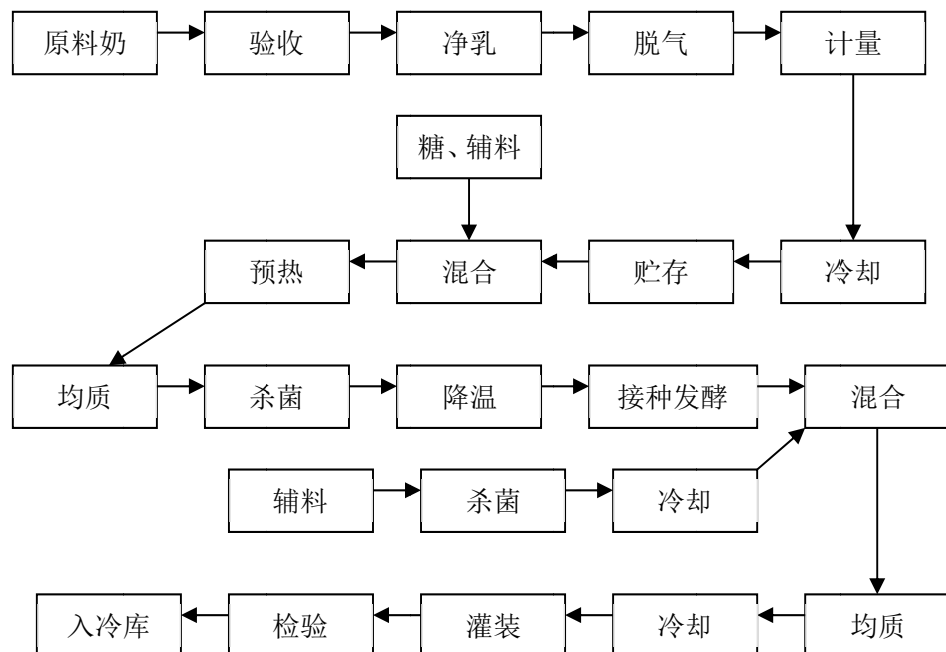 原料奶 验收 净乳 脱气 计量
糖、辅料
预热 混合 贮存 冷却
均质 杀菌 降温 接种发酵 混合
辅料 杀菌 冷却
入冷库 检验 灌装 冷却 均质